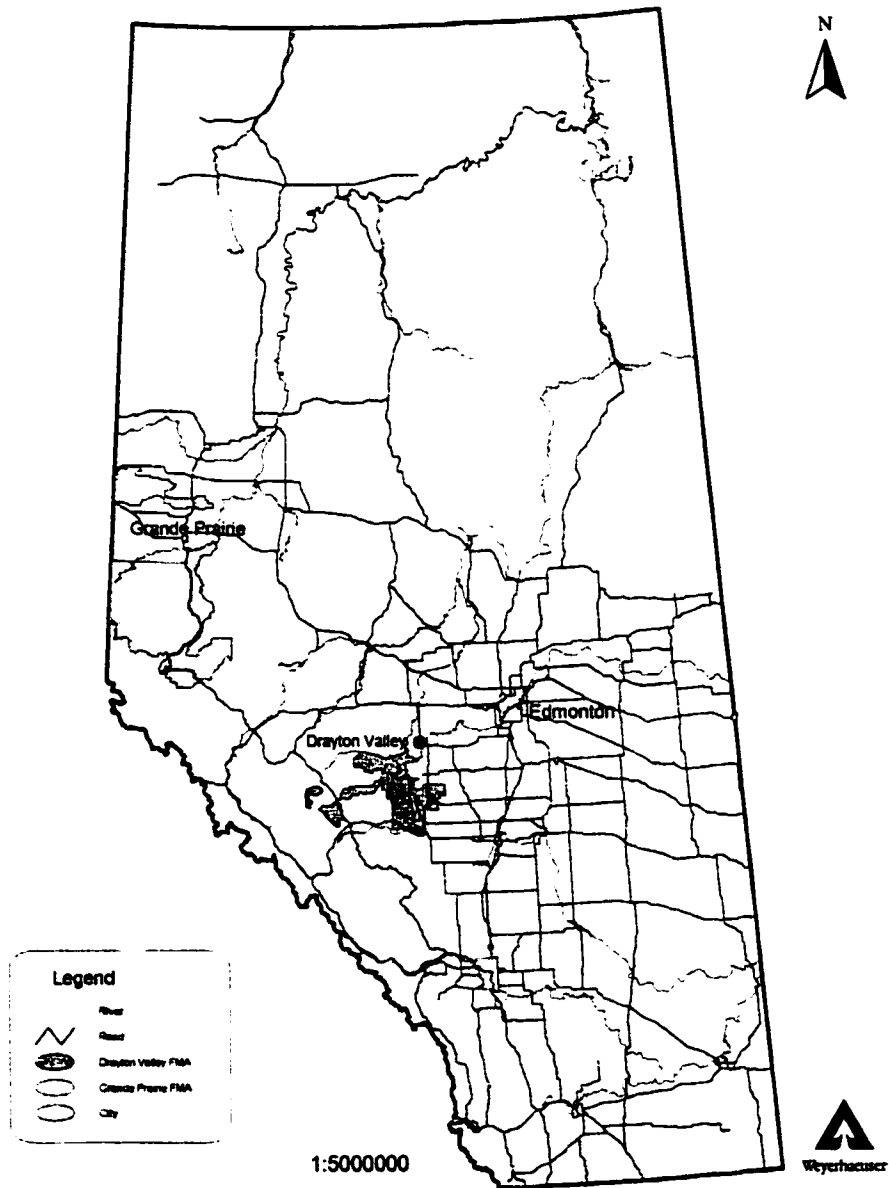 N
Grande Prairie
Edmonton
Drayton Valley
Legend
River
Road
Drayton Valley FMA
Grande Prairie FMA
City
1:5000000
Weyerhaeuser